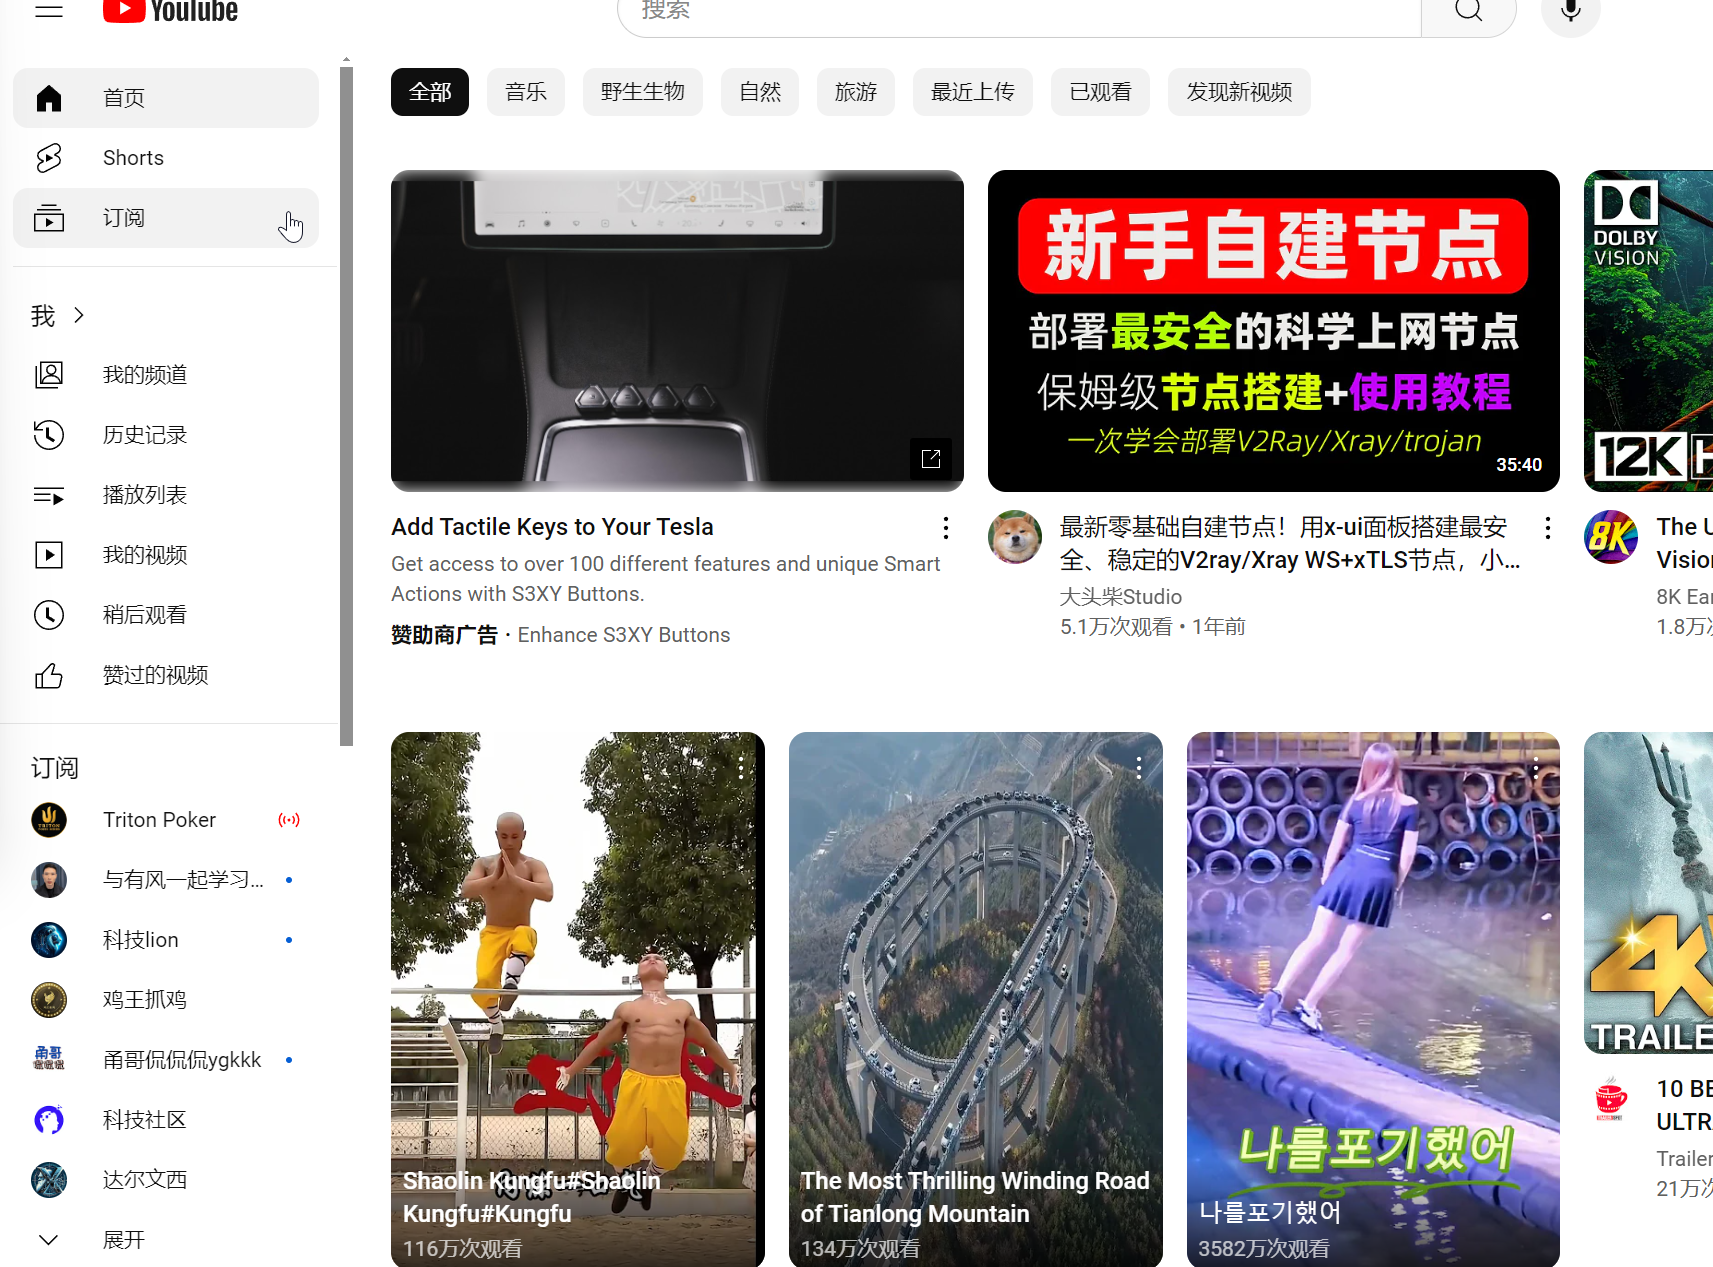 YouTube
搜索
首页
Shorts
订阅
我
我的频道
历史记录
播放列表
我的视频
稍后观看
赞过的视频
订阅
Triton Poker
与有风一起学习...
科技lion
鸡王抓鸡
甬哥侃侃侃ygkkk
科技社区
达尔文西
展开
全部 音乐 野生生物 自然 旅游 最近上传 已观看 发现新视频
Add Tactile Keys to Your Tesla
Get access to over 100 different features and unique Smart
Actions with S3XY Buttons.
赞助商广告 · Enhance S3XY Buttons
新手自建节点
部署最安全的科学上网节点
保姆级节点搭建+使用教程
一次学会部署V2Ray/Xray/trojan
35:40
最新零基础自建节点！用x-ui面板搭建最安
全、稳定的V2ray/Xray WS+xTLS节点，小...
大头柴Studio
5.1万次观看 • 1年前
DOLBY
VISION
12K
8K
The U
Visio
8K Ear
1.8万
Shaolin Kungfu#Shaolin
Kungfu#Kungfu
116万次观看
The Most Thrilling Winding Road
of Tianlong Mountain
134万次观看
나를포기했어
나를포기했어
3582万次观看
4K
TRAILE
10 BE
ULTR
Trailer
21万